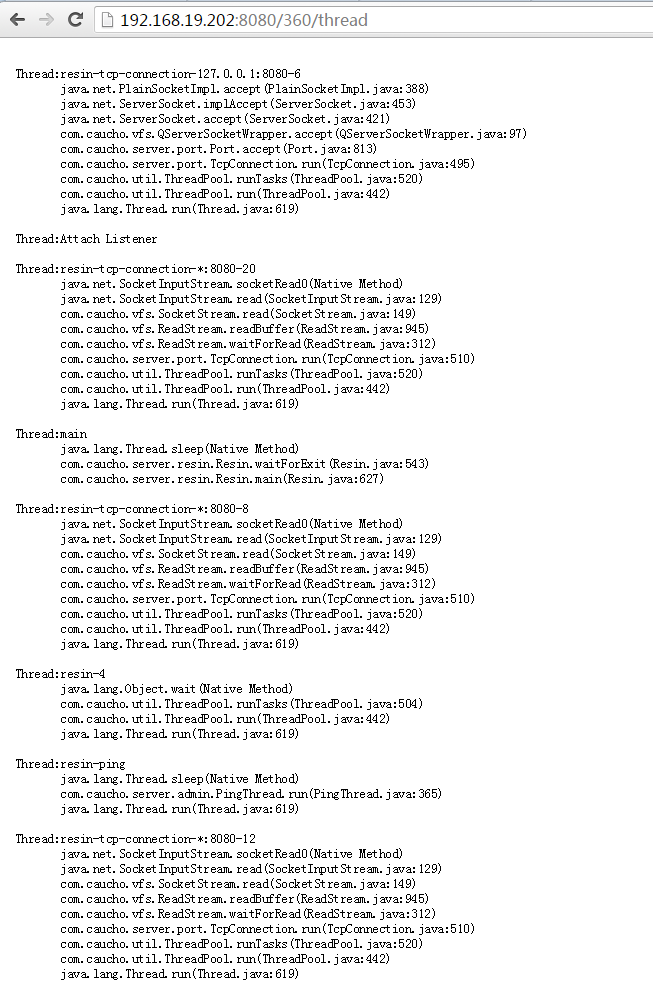 192.168.19.202:8080/360/thread
Thread:resin-tcp-connection-127.0.0.1:8080-6
java.net.PlainSocketImpl.accept(PlainSocketImpl.java:388)
java.net.ServerSocket.implAccept(ServerSocket.java:453)
java.net.ServerSocket.accept(ServerSocket.java:421)
com.caucho.vfs.QServerSocketWrapper.accept(QServerSocketWrapper.java:97)
com.caucho.server.port.Port.accept(Port.java:813)
com.caucho.server.port.TcpConnection.run(TcpConnection.java:495)
com.caucho.util.ThreadPool.runTasks(ThreadPool.java:520)
com.caucho.util.ThreadPool.run(ThreadPool.java:442)
java.lang.Thread.run(Thread.java:619)
Thread:Attach Listener
Thread:resin-tcp-connection-*:8080-20
java.net.SocketInputStream.socketRead0(Native Method)
java.net.SocketInputStream.read(SocketInputStream.java:129)
com.caucho.vfs.SocketStream.read(SocketStream.java:149)
com.caucho.vfs.ReadStream.readBuffer(ReadStream.java:945)
com.caucho.vfs.ReadStream.waitForRead(ReadStream.java:312)
com.caucho.server.port.TcpConnection.run(TcpConnection.java:510)
com.caucho.util.ThreadPool.runTasks(ThreadPool.java:520)
com.caucho.util.ThreadPool.run(ThreadPool.java:442)
java.lang.Thread.run(Thread.java:619)
Thread:main
java.lang.Thread.sleep(Native Method)
com.caucho.server.resin.Resin.waitForExit(Resin.java:543)
com.caucho.server.resin.Resin.main(Resin.java:627)
Thread:resin-tcp-connection-*:8080-8
java.net.SocketInputStream.socketRead0(Native Method)
java.net.SocketInputStream.read(SocketInputStream.java:129)
com.caucho.vfs.SocketStream.read(SocketStream.java:149)
com.caucho.vfs.ReadStream.readBuffer(ReadStream.java:945)
com.caucho.vfs.ReadStream.waitForRead(ReadStream.java:312)
com.caucho.server.port.TcpConnection.run(TcpConnection.java:510)
com.caucho.util.ThreadPool.runTasks(ThreadPool.java:520)
com.caucho.util.ThreadPool.run(ThreadPool.java:442)
java.lang.Thread.run(Thread.java:619)
Thread:resin-4
java.lang.Object.wait(Native Method)
com.caucho.util.ThreadPool.runTasks(ThreadPool.java:504)
com.caucho.util.ThreadPool.run(ThreadPool.java:442)
java.lang.Thread.run(Thread.java:619)
Thread:resin-ping
java.lang.Thread.sleep(Native Method)
com.caucho.server.admin.PingThread.run(PingThread.java:365)
java.lang.Thread.run(Thread.java:619)
Thread:resin-tcp-connection-*:8080-12
java.net.SocketInputStream.socketRead0(Native Method)
java.net.SocketInputStream.read(SocketInputStream.java:129)
com.caucho.vfs.SocketStream.read(SocketStream.java:149)
com.caucho.vfs.ReadStream.readBuffer(ReadStream.java:945)
com.caucho.vfs.ReadStream.waitForRead(ReadStream.java:312)
com.caucho.server.port.TcpConnection.run(TcpConnection.java:510)
com.caucho.util.ThreadPool.runTasks(ThreadPool.java:520)
com.caucho.util.ThreadPool.run(ThreadPool.java:442)
java.lang.Thread.run(Thread.java:619)